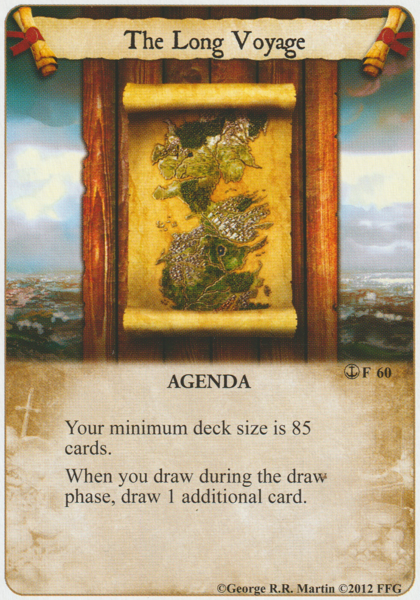 The Long Voyage
F 60
AGENDA
Your minimum deck size is 85
cards.
When you draw during the draw
phase, draw 1 additional card.
©George R.R. Martin ©2012 FFG